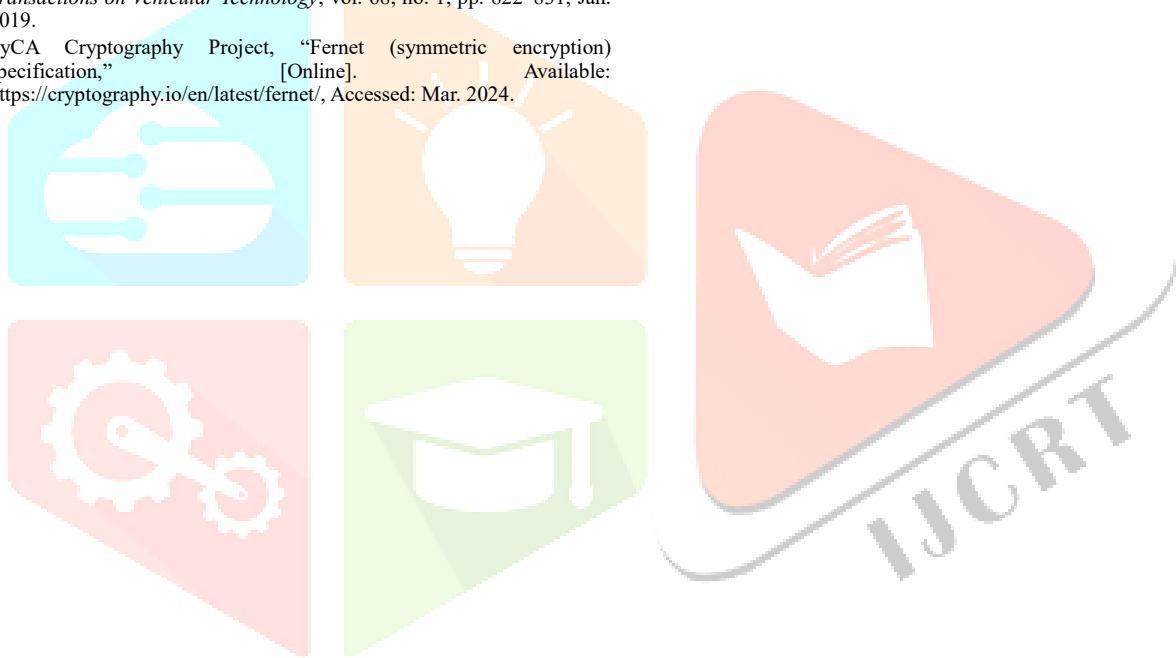 Transactions on Vehicular Technology, vol. 68, no. 1, pp. 822–831, Jan.
019.
yCA Cryptography Project, “Fernet (symmetric encryption)
pecification,” [Online]. Available:
ttps://cryptography.io/en/latest/fernet/, Accessed: Mar. 2024.
IJCRT